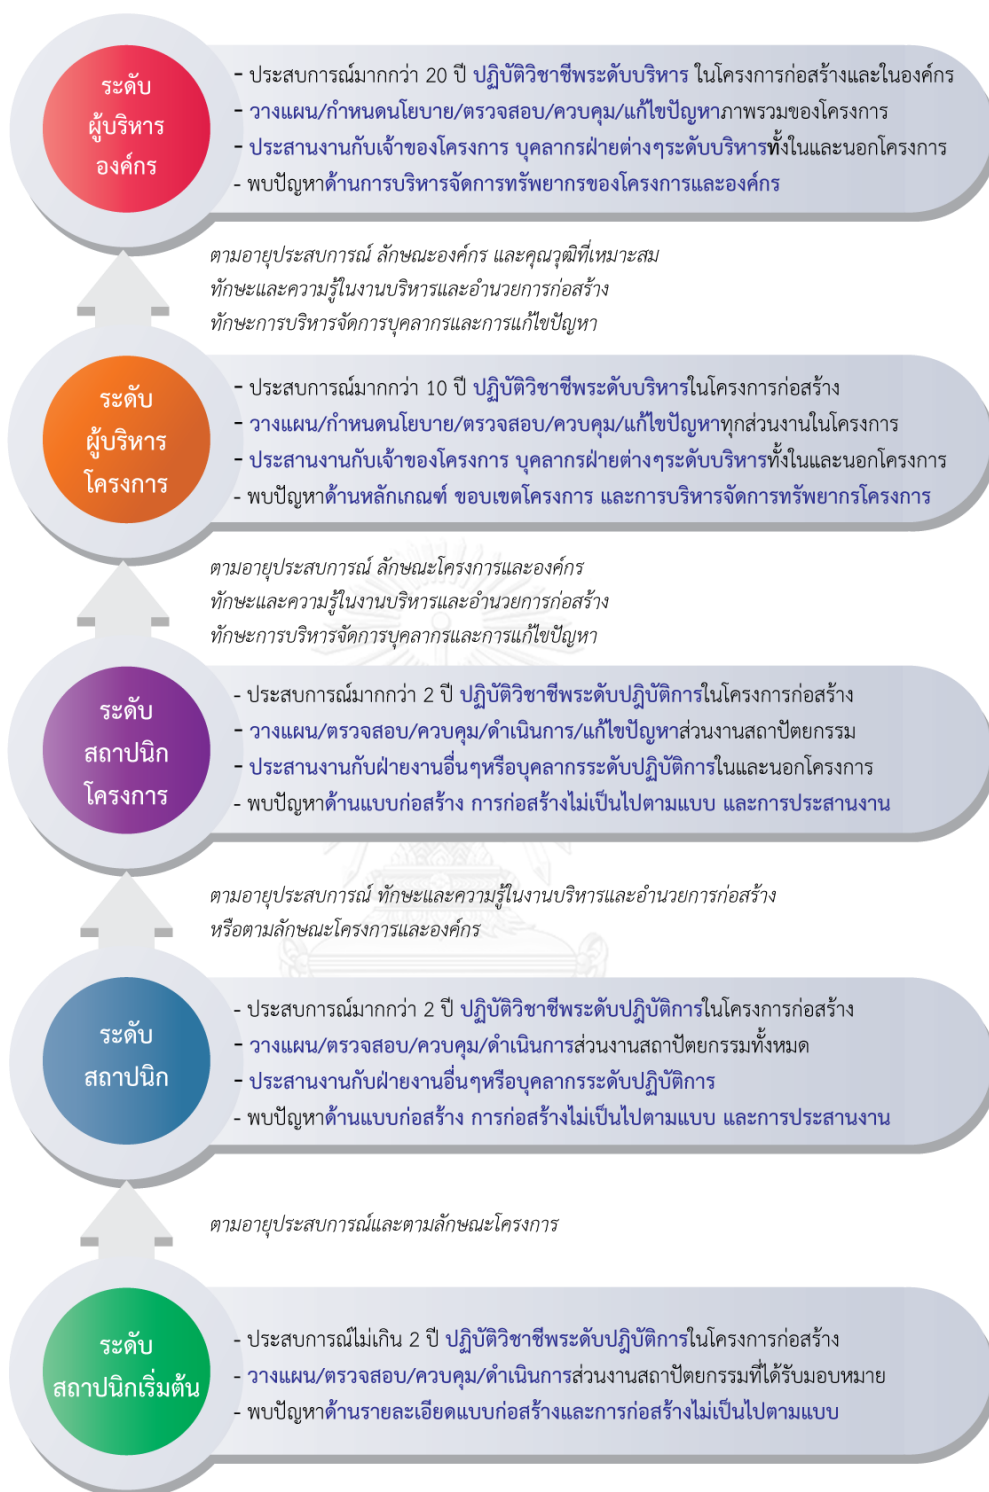 ระดับ
ผู้บริหาร
องค์กร
- ประสบการณ์มากกว่า 20 ปี ปฏิบัติวิชาชีพระดับบริหาร ในโครงการก่อสร้างและในองค์กร
- วางแผน/กำหนดนโยบาย/ตรวจสอบ/ควบคุม/แก้ไขปัญหาภาพรวมของโครงการ
- ประสานงานกับเจ้าของโครงการ บุคลากรฝ่ายต่างๆระดับบริหารทั้งในและนอกโครงการ
- พบปัญหาด้านการบริหารจัดการทรัพยากรของโครงการและองค์กร
ตามอายุประสบการณ์ ลักษณะองค์กร และคุณวุฒิที่เหมาะสม
ทักษะและความรู้ในงานบริหารและอำนวยการก่อสร้าง
ทักษะการบริหารจัดการบุคลากรและการแก้ไขปัญหา
ระดับ
ผู้บริหาร
โครงการ
- ประสบการณ์มากกว่า 10 ปี ปฏิบัติวิชาชีพระดับบริหารในโครงการก่อสร้าง
- วางแผน/กำหนดนโยบาย/ตรวจสอบ/ควบคุม/แก้ไขปัญหาทุกส่วนงานในโครงการ
- ประสานงานกับเจ้าของโครงการ บุคลากรฝ่ายต่างๆระดับบริหารทั้งในและนอกโครงการ
- พบปัญหาด้านหลักเกณฑ์ ขอบเขตโครงการ และการบริหารจัดการทรัพยากรโครงการ
ตามอายุประสบการณ์ ลักษณะโครงการและองค์กร
ทักษะและความรู้ในงานบริหารและอำนวยการก่อสร้าง
ทักษะการบริหารจัดการบุคลากรและการแก้ไขปัญหา
ระดับ
สถาปนิก
โครงการ
- ประสบการณ์มากกว่า 2 ปี ปฏิบัติวิชาชีพระดับปฎิบัติการในโครงการก่อสร้าง
- วางแผน/ตรวจสอบ/ควบคุม/ดำเนินการ/แก้ไขปัญหาส่วนงานสถาปัตยกรรม
- ประสานงานกับฝ่ายงานอื่นๆหรือบุคลากรระดับปฏิบัติการในและนอกโครงการ
- พบปัญหาด้านแบบก่อสร้าง การก่อสร้างไม่เป็นไปตามแบบ และการประสานงาน
ตามอายุประสบการณ์ ทักษะและความรู้ในงานบริหารและอำนวยการก่อสร้าง
หรือตามลักษณะโครงการและองค์กร
ระดับ
สถาปนิก
- ประสบการณ์มากกว่า 2 ปี ปฏิบัติวิชาชีพระดับปฎิบัติการในโครงการก่อสร้าง
- วางแผน/ตรวจสอบ/ควบคุม/ดำเนินการส่วนงานสถาปัตยกรรมทั้งหมด
- ประสานงานกับฝ่ายงานอื่นๆหรือบุคลากรระดับปฏิบัติการ
- พบปัญหาด้านแบบก่อสร้าง การก่อสร้างไม่เป็นไปตามแบบ และการประสานงาน
ตามอายุประสบการณ์และตามลักษณะโครงการ
ระดับ
สถาปนิกเริ่มต้น
- ประสบการณ์ไม่เกิน 2 ปี ปฏิบัติวิชาชีพระดับปฎิบัติการในโครงการก่อสร้าง
- วางแผน/ตรวจสอบ/ควบคุม/ดำเนินการส่วนงานสถาปัตยกรรมที่ได้รับมอบหมาย
- พบปัญหาด้านรายละเอียดแบบก่อสร้างและการก่อสร้างไม่เป็นไปตามแบบ